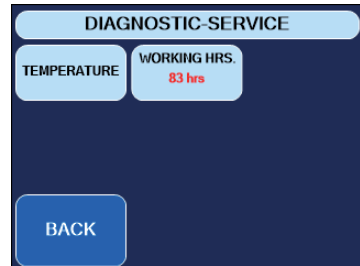 DIAGNOSTIC-SERVICE
TEMPERATURE
WORKING HRS.
83 hrs
BACK